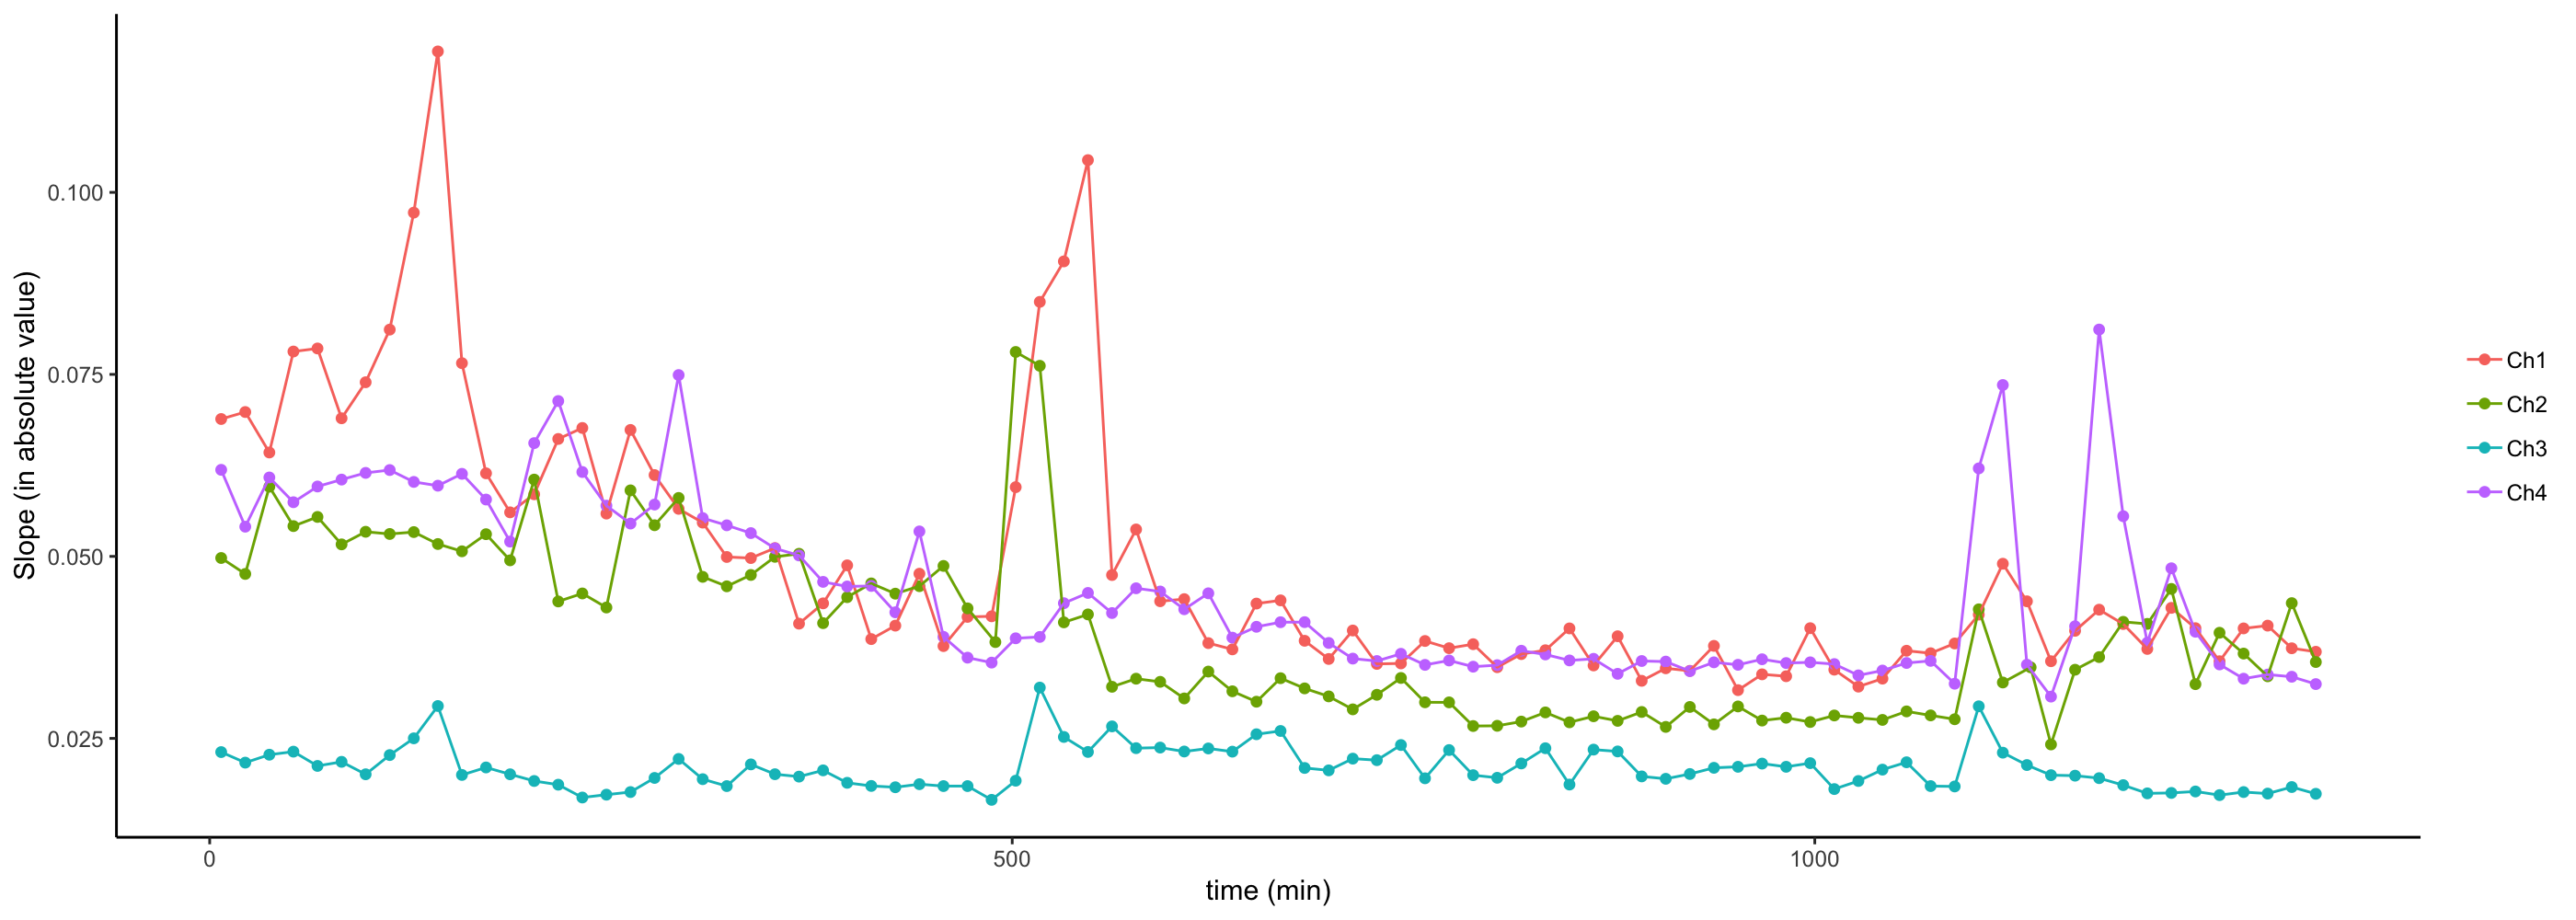 Slope (in absolute value)
0.100
0.075
0.050
0.025
0
500
1000
time (min)
Ch1
Ch2
Ch3
Ch4